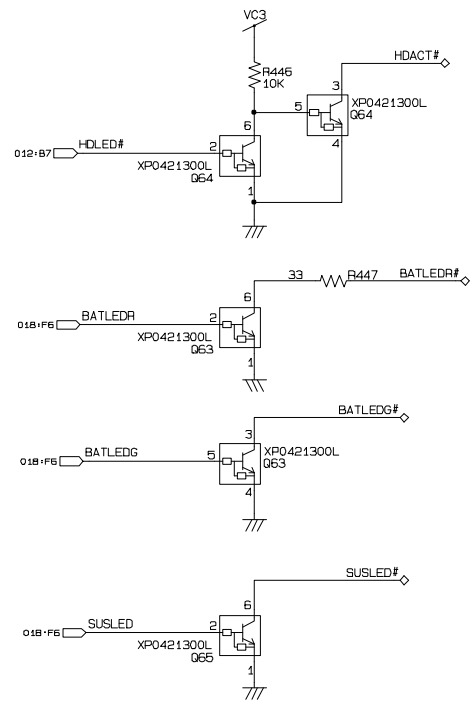 VC3
HDACT#
R446
10K
3
5
XP0421300L
Q64
6
4
012:B7
HDLED#
2
XP0421300L
Q64
1
33
R447
BATLEDR#
6
018:F6
BATLEDR
2
XP0421300L
Q63
1
BATLEDG#
3
018:F6
BATLEDG
5
XP0421300L
Q63
4
SUSLED#
6
018:F6
SUSLED
2
XP0421300L
Q65
1